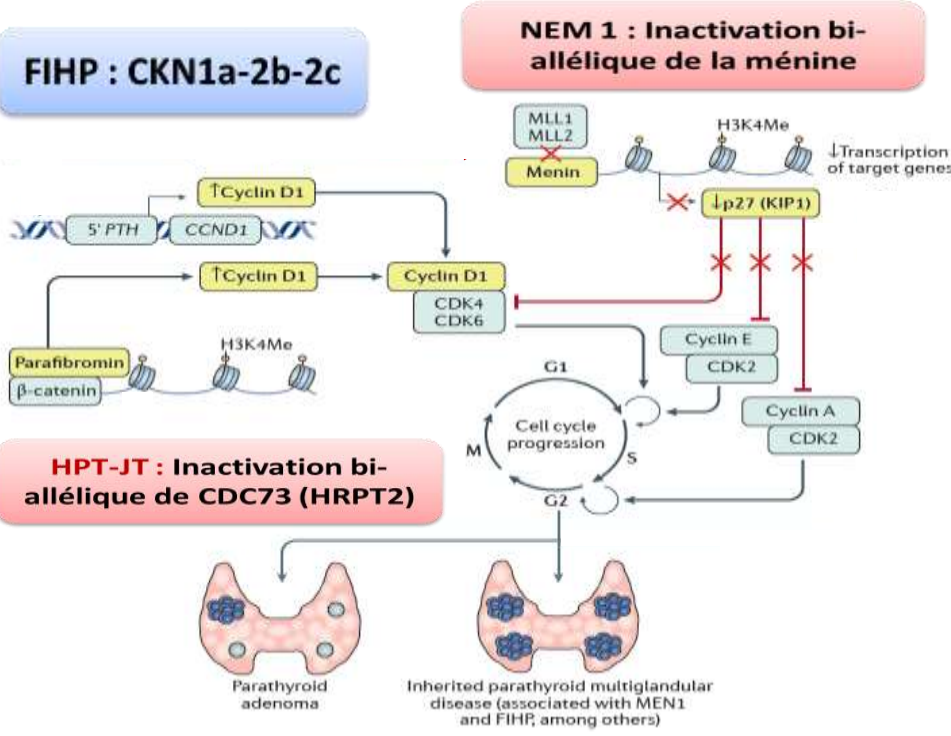 FIHP : CKN1a-2b-2c
NEM 1 : Inactivation bi-
allélique de la ménine
MLL1
MLL2
Menin
H3K4Me
↓Transcription
of target genes
↓p27 (KIP1)
↑Cyclin D1
5' PTH
CCND1
↑Cyclin D1
Cyclin D1
CDK4
CDK6
Parafibromin
β-catenin
H3K4Me
Cyclin E
CDK2
Cyclin A
CDK2
G1
Cell cycle
progression
M
S
G2
HPT-JT : Inactivation bi-
allélique de CDC73 (HRPT2)
Parathyroid
adenoma
Inherited parathyroid multiglandular
disease (associated with MEN1
and FIHP, among others)